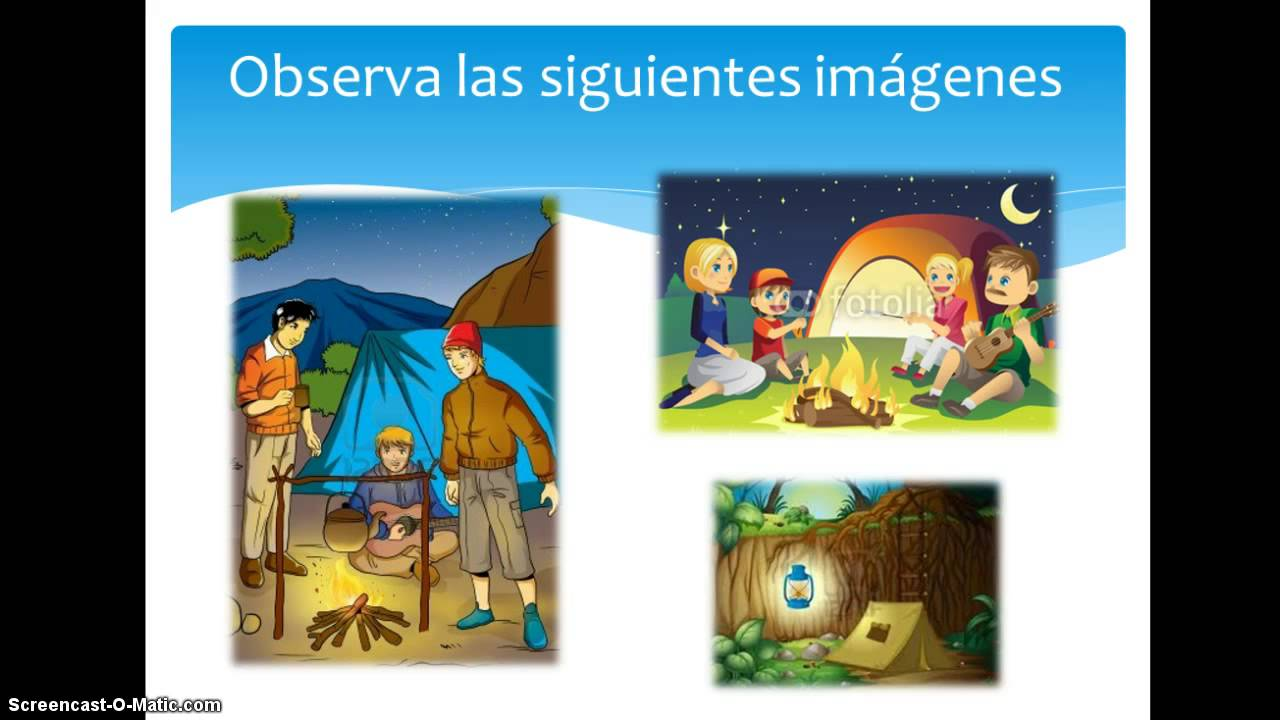 Observa las siguientes imágenes
fotolia
Screencast-O-Matic.com